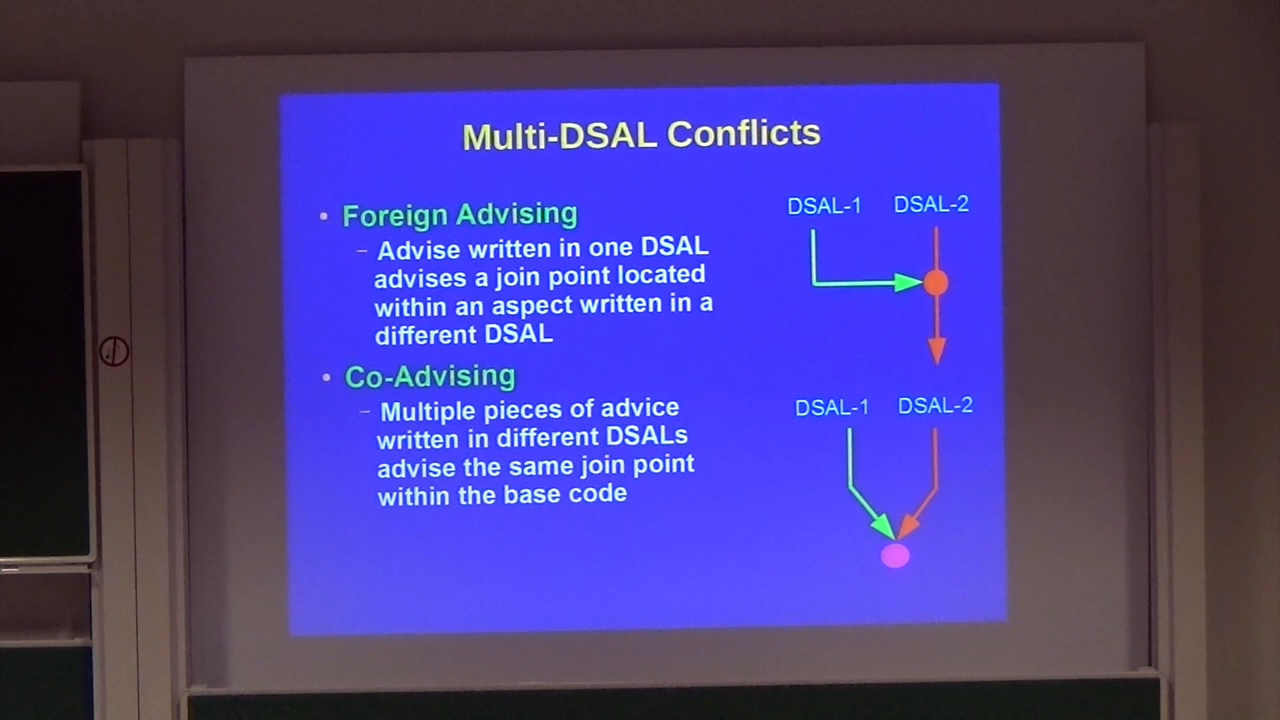 Multi-DSAL Conflicts
• Foreign Advising
– Advise written in one DSAL
advises a join point located
within an aspect written in a
different DSAL
• Co-Advising
– Multiple pieces of advice
written in different DSALs
advise the same join point
within the base code
DSAL-1 DSAL-2
DSAL-1 DSAL-2